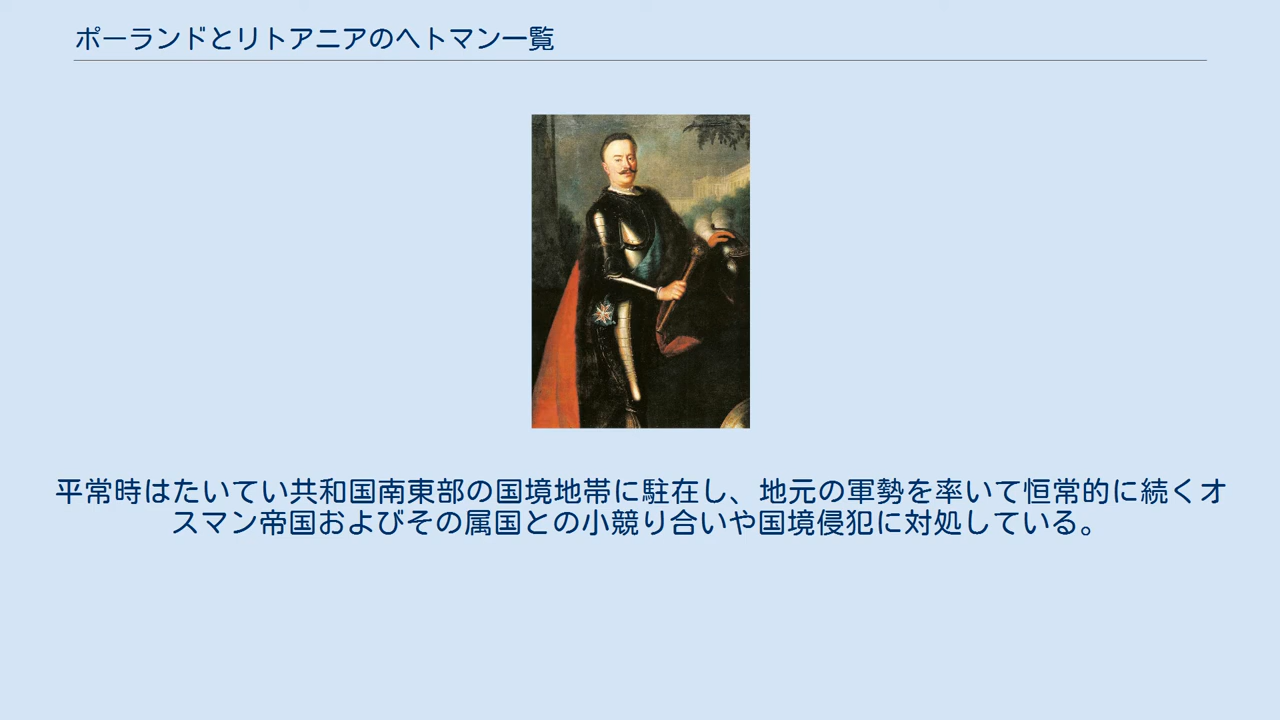 ポーランドとリトアニアのヘトマン一覧
平常時はたいてい共和国南東部の国境地帯に駐在し、地元の軍勢を率いて恒常的に続くオ
スマン帝国およびその属国との小競り合いや国境侵犯に対処している。